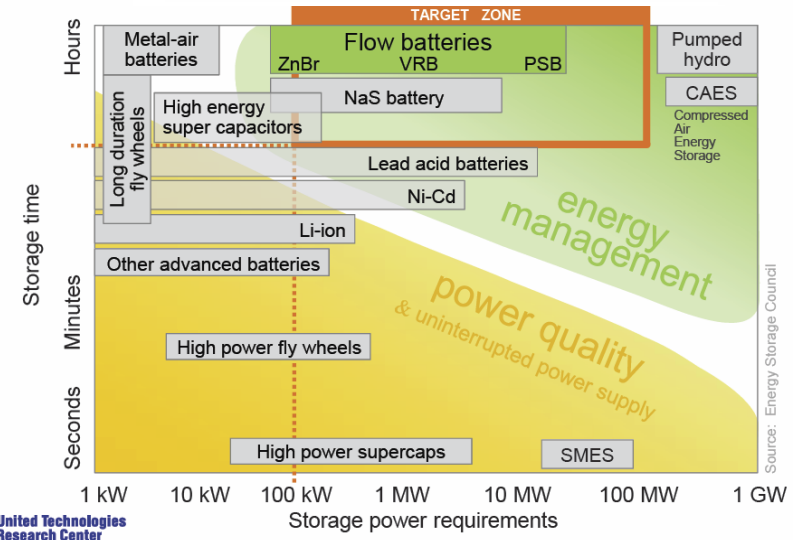 TARGET ZONE
Hours
Metal-air
batteries
Flow batteries
ZnBr VRB PSB
Pumped
hydro
NaS battery
CAES
Compressed
Air
Energy
Storage
High energy
super capacitors
Long duration
fly wheels
Lead acid batteries
Ni-Cd
Li-ion
Other advanced batteries
energy
management
Storage time
Minutes
power quality
& uninterrupted power supply
High power fly wheels
Seconds
High power supercaps
SMES
Source: Energy Storage Council
1 kW 10 kW 100 kW 1 MW 10 MW 100 MW 1 GW
Storage power requirements
United Technologies
Research Center